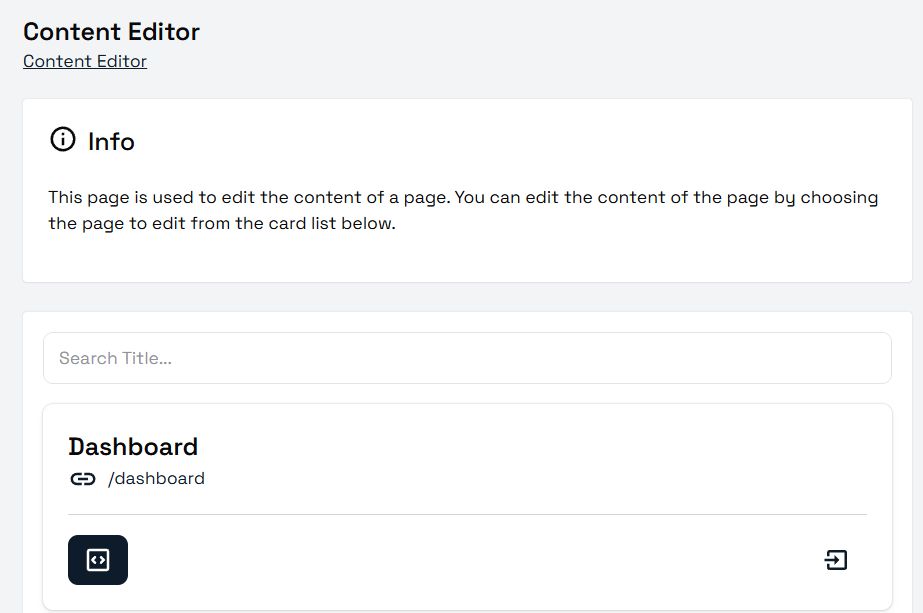 Content Editor
Content Editor
Info
This page is used to edit the content of a page. You can edit the content of the page by choosing
the page to edit from the card list below.
Search Title...
Dashboard
/dashboard